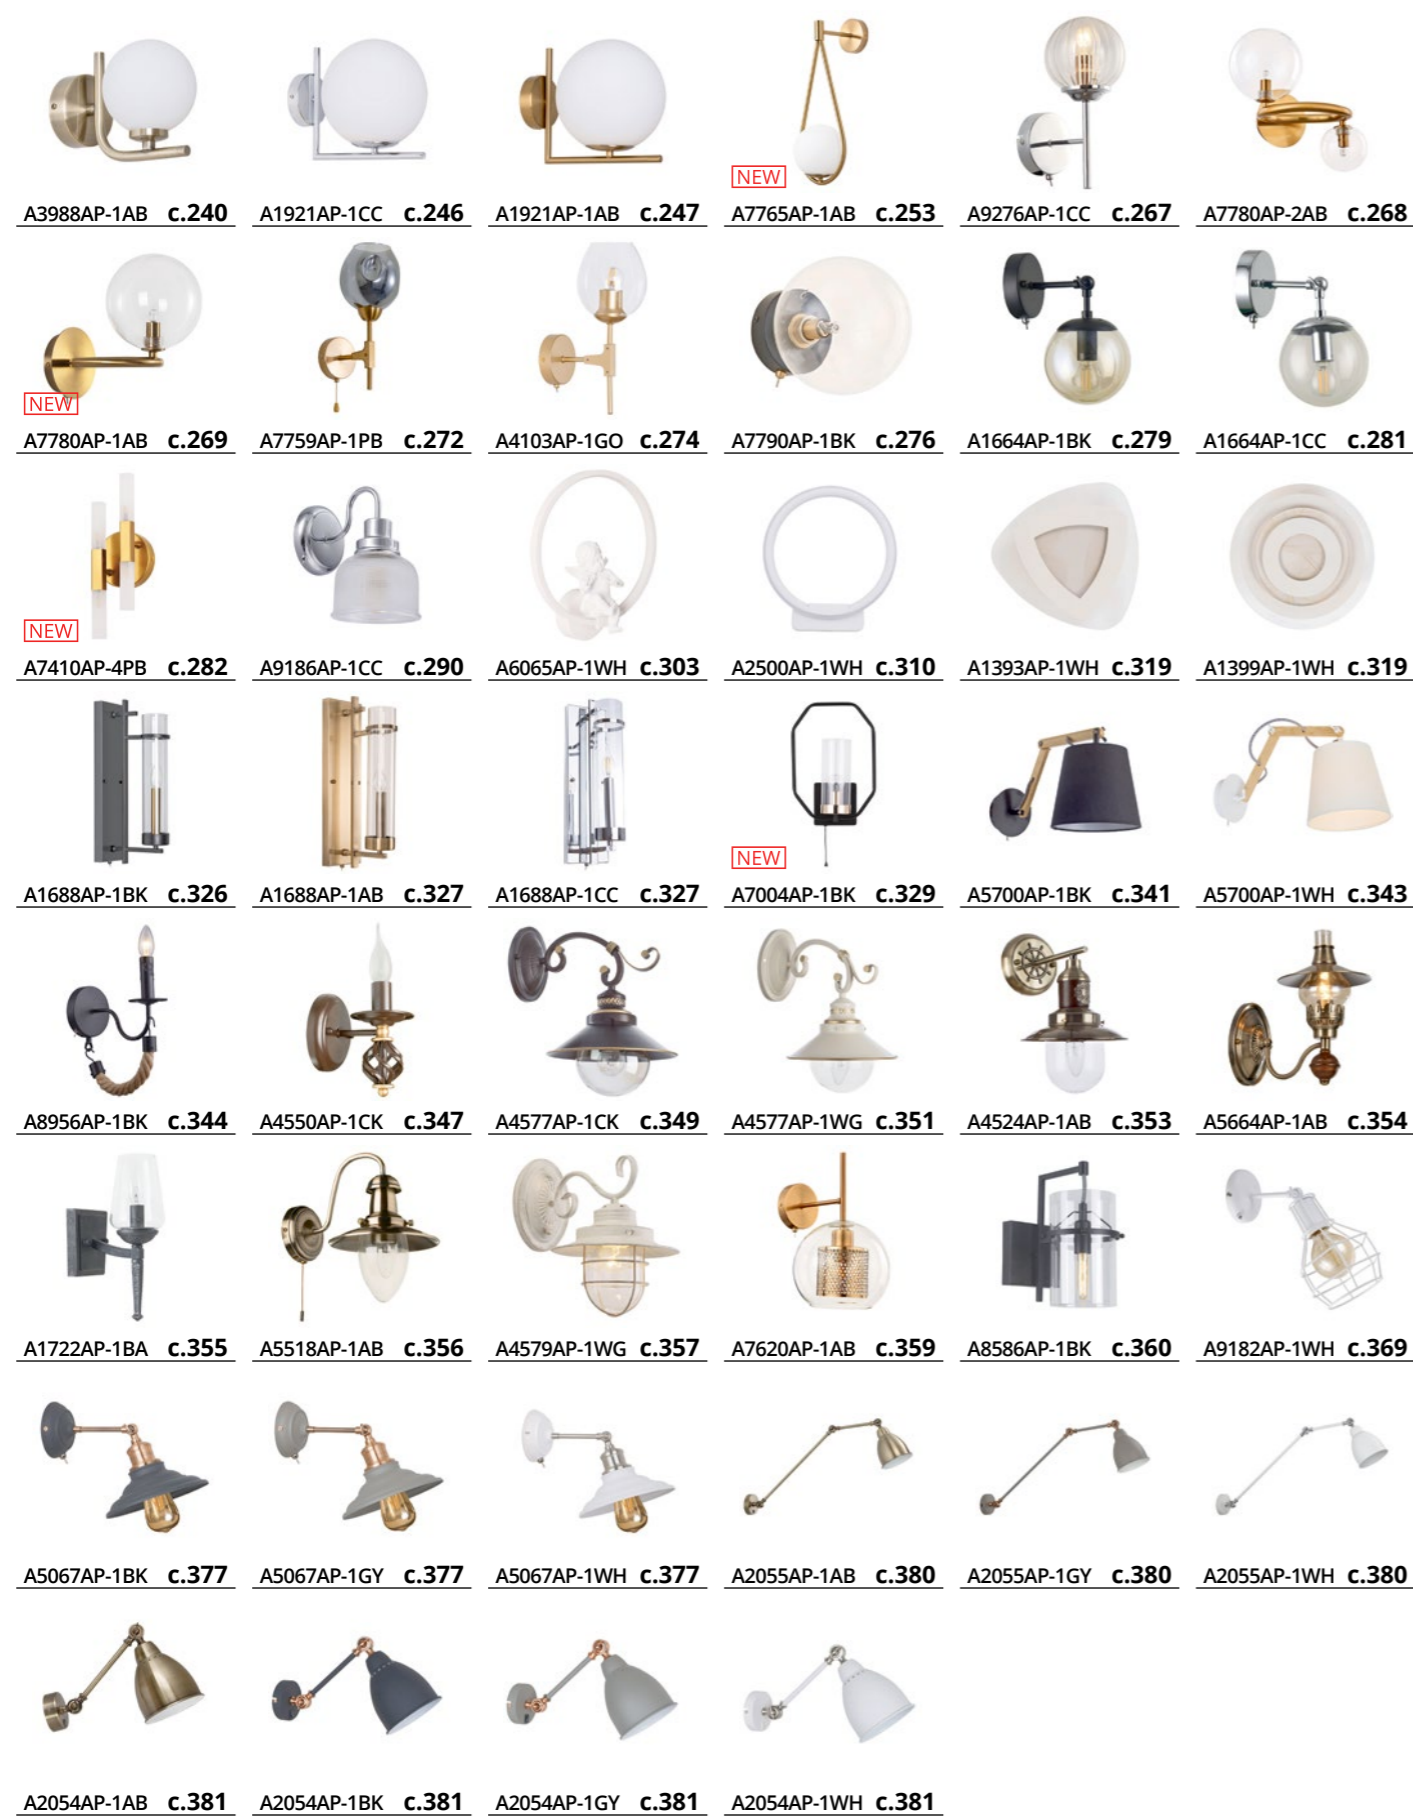 NEW
A3988AP-1AB c.240 A1921AP-1CC c.246 A1921AP-1AB c.247 A7765AP-1AB c.253 A9276AP-1CC c.267 A7780AP-2AB c.268
NEW
A7780AP-1AB c.269 A7759AP-1PB c.272 A4103AP-1GO c.274 A7790AP-1BK c.276 A1664AP-1BK c.279 A1664AP-1CC c.281
NEW
A7410AP-4PB c.282 A9186AP-1CC c.290 A6065AP-1WH c.303 A2500AP-1WH c.310 A1393AP-1WH c.319 A1399AP-1WH c.319
NEW
A1688AP-1BK c.326 A1688AP-1AB c.327 A1688AP-1CC c.327 A7004AP-1BK c.329 A5700AP-1BK c.341 A5700AP-1WH c.343
A8956AP-1BK c.344 A4550AP-1CK c.347 A4577AP-1CK c.349 A4577AP-1WG c.351 A4524AP-1AB c.353 A5664AP-1AB c.354
A1722AP-1BA c.355 A5518AP-1AB c.356 A4579AP-1WG c.357 A7620AP-1AB c.359 A8586AP-1BK c.360 A9182AP-1WH c.369
A5067AP-1BK c.377 A5067AP-1GY c.377 A5067AP-1WH c.377 A2055AP-1AB c.380 A2055AP-1GY c.380 A2055AP-1WH c.380
A2054AP-1AB c.381 A2054AP-1BK c.381 A2054AP-1GY c.381 A2054AP-1WH c.381